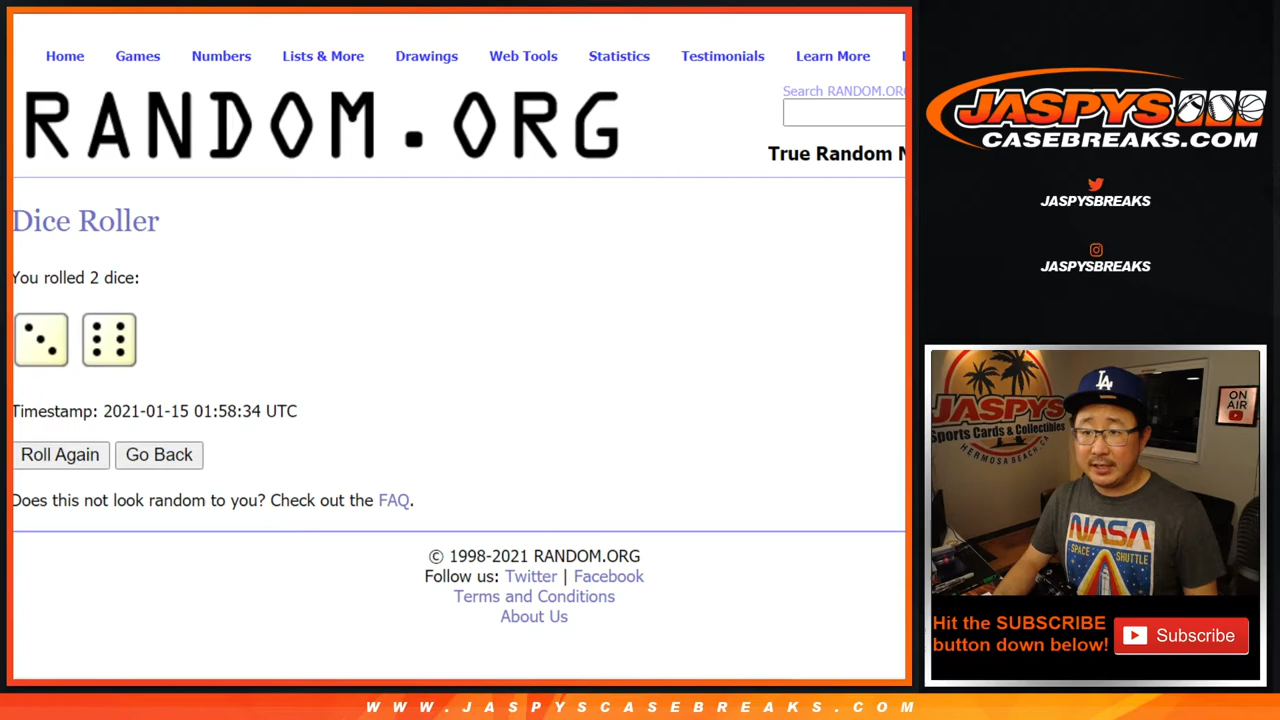 Home Games Numbers Lists & More Drawings Web Tools Statistics Testimonials Learn More
RANDOM.ORG
Search RANDOM.OR
True Random
Dice Roller
You rolled 2 dice:
Timestamp: 2021-01-15 01:58:34 UTC
Roll Again Go Back
Does this not look random to you? Check out the FAQ.
© 1998-2021 RANDOM.ORG
Follow us: Twitter | Facebook
Terms and Conditions
About Us
JASPYS
CASEBREAKS.COM
JASPYSBREAKS
JASPYSBREAKS
JASPYS
Sports Cards & Collectibles
HERMOSA BEACH, CA
LA
ON
AIR
NASA
SPACE SHUTTLE
Hit the SUBSCRIBE
button down below!
Subscribe
WWW.JASPYSCASEBREAKS.COM